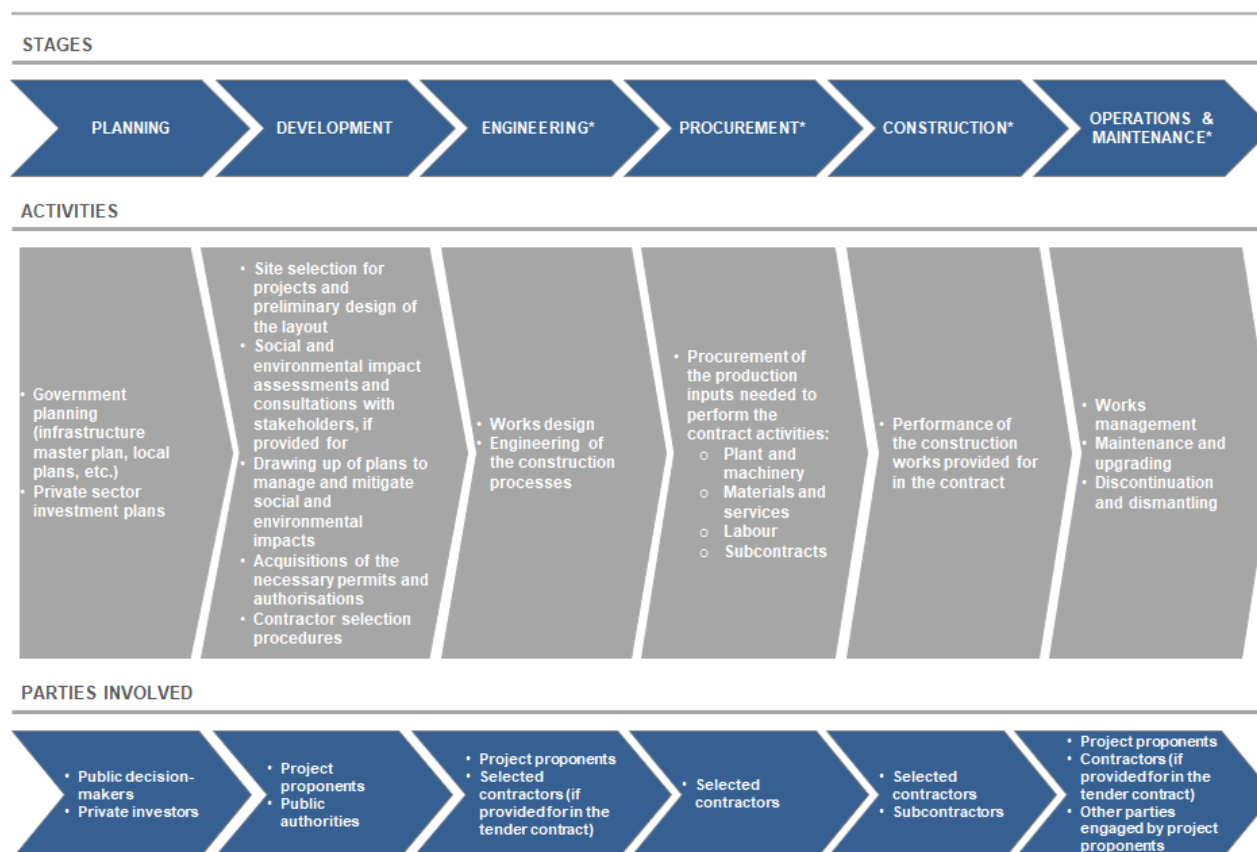 STAGES
PLANNING
DEVELOPMENT
ENGINEERING*
PROCUREMENT*
CONSTRUCTION*
OPERATIONS &
MAINTENANCE*
ACTIVITIES
• Government
planning
(infrastructure
master plan, local
plans, etc.)
• Private sector
investment plans
• Site selection for
projects and
preliminary design of
the layout
• Social and
environmental impact
assessments and
consultations with
stakeholders, if
provided for
• Drawing up of plans to
manage and mitigate
social and
environmental
impacts
• Acquisitions of the
necessary permits and
authorisations
• Contractor selection
procedures
• Works design
• Engineering of
the construction
processes
• Procurement of
the production
inputs needed to
perform the
contract activities:
o Plant and
machinery
o Materials and
services
o Labour
o Subcontracts
• Performance of
the construction
works provided for
in the contract
• Works
management
• Maintenance and
upgrading
• Discontinuation
and dismantling
PARTIES INVOLVED
• Public decision-
makers
• Private investors
• Project
proponents
• Public
authorities
• Project proponents
• Selected
contractors (if
provided for in the
tender contract)
• Selected
contractors
• Selected
contractors
• Subcontractors
• Project proponents
• Contractors (if
provided for in the
tender contract)
• Other parties
engaged by project
proponents